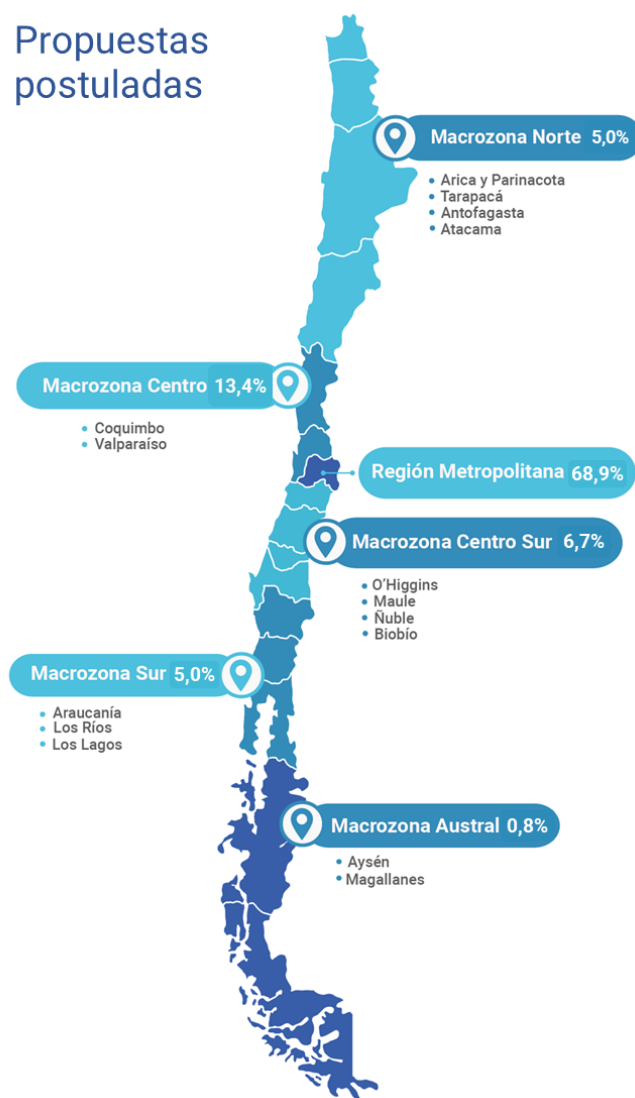 Propuestas
postuladas
Macrozona Norte 5,0%
• Arica y Parinacota
• Tarapacá
• Antofagasta
• Atacama
Macrozona Centro 13,4%
• Coquimbo
• Valparaíso
Región Metropolitana 68,9%
Macrozona Centro Sur 6,7%
• O'Higgins
• Maule
• Ñuble
• Biobío
Macrozona Sur 5,0%
• Araucanía
• Los Ríos
• Los Lagos
Macrozona Austral 0,8%
• Aysén
• Magallanes